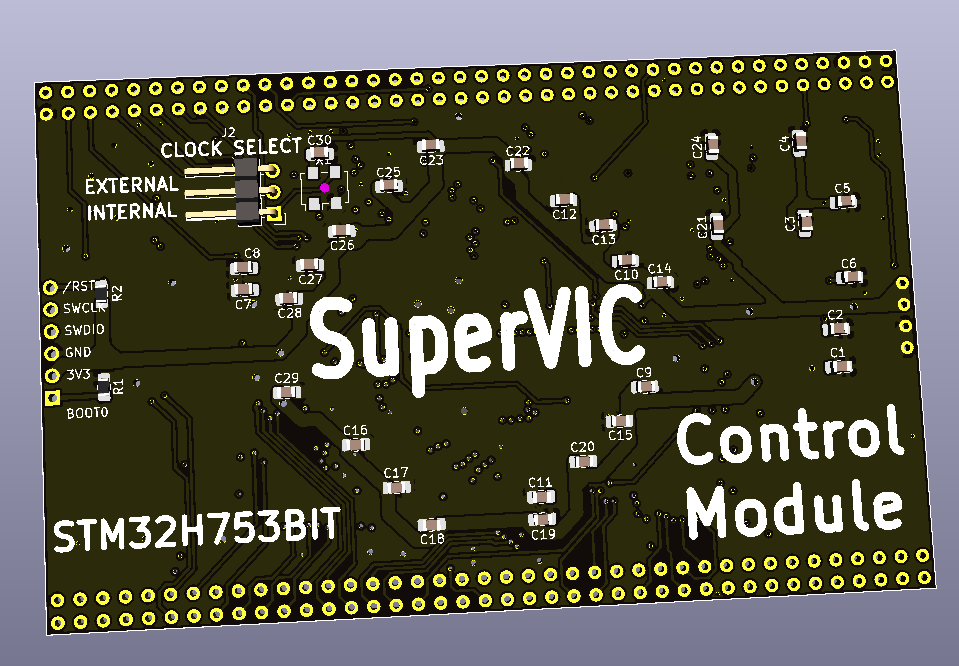 J2
CLOCK SELECT
C30
X1
EXTERNAL
INTERNAL
C25
C23
C22
C24
C4
C12
C5
C26
C13
C21
C3
C8
C27
C10
C14
C6
/RST
R2
C7
C28
SWCLK
SWDIO
GND
3V3
R1
BOOT0
SuperVIC
C2
C1
C29
C9
C16
C15
Control
Module
C17
C20
C11
C18
C19
STM32H753BIT